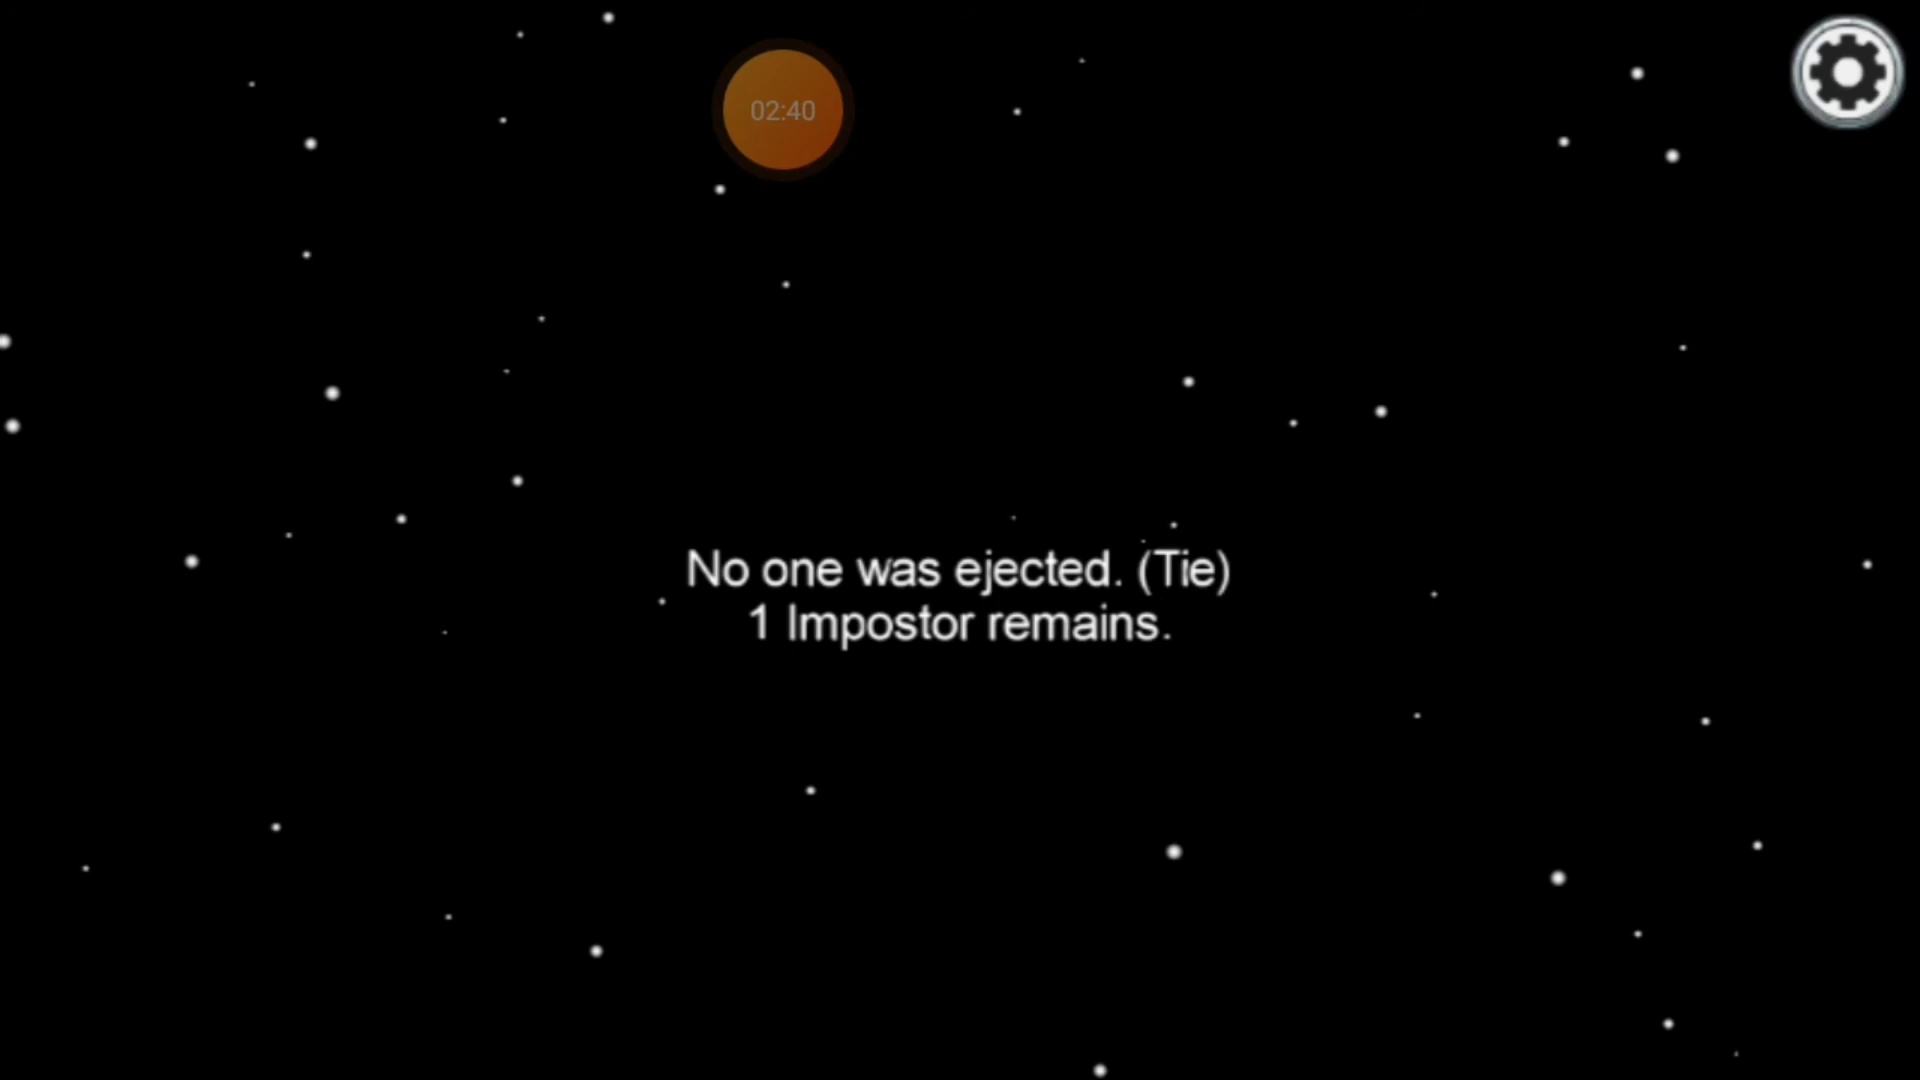 02:40
No one was ejected. (Tie)
1 Impostor remains.